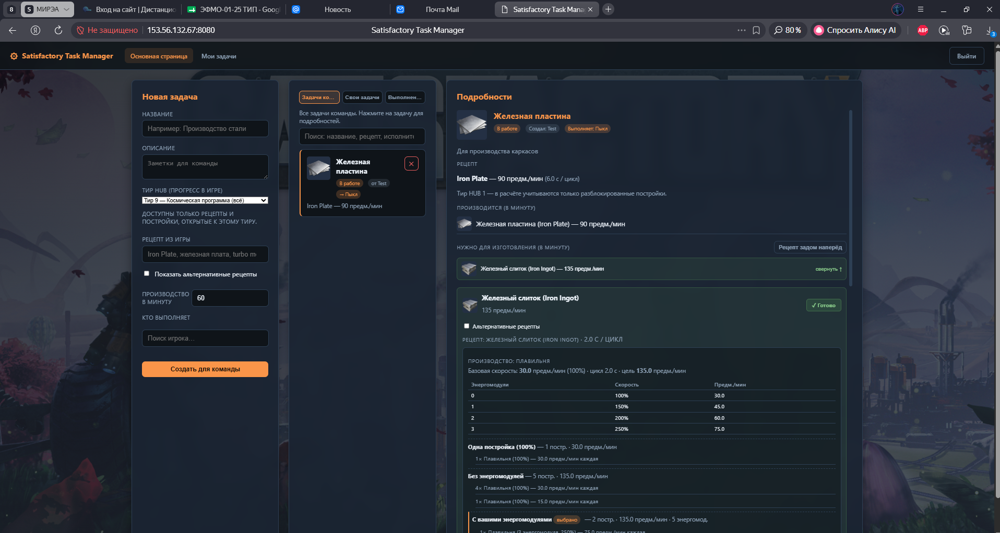 8
5 МИРЭА
Вход на сайт | Дистанцио
ЭФМО-01-25 ТИП - Goog
Новость
Почта Mail
Satisfactory Task Mana
Не защищено
153.56.132.67:8080
Satisfactory Task Manager
80 %
Спросить Алису AI
ABP
3
Satisfactory Task Manager
Основная страница
Мои задачи
Выйти
Новая задача
НАЗВАНИЕ
Например: Производство стали
ОПИСАНИЕ
Заметки для команды
ТИР HUB (ПРОГРЕСС В ИГРЕ)
Тир 9 — Космическая программа (всё)
ДОСТУПНЫ ТОЛЬКО РЕЦЕПТЫ И
ПОСТРОЙКИ, ОТКРЫТЫЕ К ЭТОМУ ТИРУ.
РЕЦЕПТ ИЗ ИГРЫ
Iron Plate, железная плата, turbo m
Показать альтернативные рецепты
ПРОИЗВОДСТВО
В МИНУТУ
60
КТО ВЫПОЛНЯЕТ
Поиск игрока...
Создать для команды
Задачи ко...
Свои задачи
Выполнен...
Все задачи команды. Нажмите на задачу для
подробностей.
Поиск: название, рецепт, исполните
Железная
пластина
В работе
от Test
→ Пыкл
Iron Plate — 90 предм./мин
Подробности
Железная пластина
В работе
Создал: Test
Выполняет: Пыкл
Для производства каркасов
РЕЦЕПТ
Iron Plate — 90 предм./мин (6.0 с / цикл)
Тир HUB 1 — в расчёте учитываются только разблокированные постройки.
ПРОИЗВОДИТСЯ (В МИНУТУ)
Железная пластина (Iron Plate) — 90 предм./мин
НУЖНО ДЛЯ ИЗГОТОВЛЕНИЯ (В МИНУТУ)
Рецепт задом наперёд
Железный слиток (Iron Ingot) — 135 предм./мин
свернуть ↑
Железный слиток (Iron Ingot)
135 предм./мин
✓ Готово
Альтернативные рецепты
РЕЦЕПТ: ЖЕЛЕЗНЫЙ СЛИТОК (IRON INGOT) · 2.0 С / ЦИКЛ
ПРОИЗВОДСТВО: ПЛАВИЛЬНЯ
Базовая скорость: 30.0 предм./мин (100%) · цикл 2.0 с · цель 135.0 предм./мин
Энергомодули Скорость Предм./мин
0 100% 30.0
1 150% 45.0
2 200% 60.0
3 250% 75.0
Одна постройка (100%) — 1 постр. · 30.0 предм./мин
1× Плавильня (100%) — 30.0 предм./мин каждая
Без энергомодулей — 5 постр. · 135.0 предм./мин
4× Плавильня (100%) — 30.0 предм./мин каждая
1× Плавильня (100%) — 15.0 предм./мин каждая
С вашими энергомодулями выбрано — 2 постр. · 135.0 предм./мин · 5 энергомод.
1× Плавильня (3 энергомодуля, 250%) — 75.0 предм./мин каждая